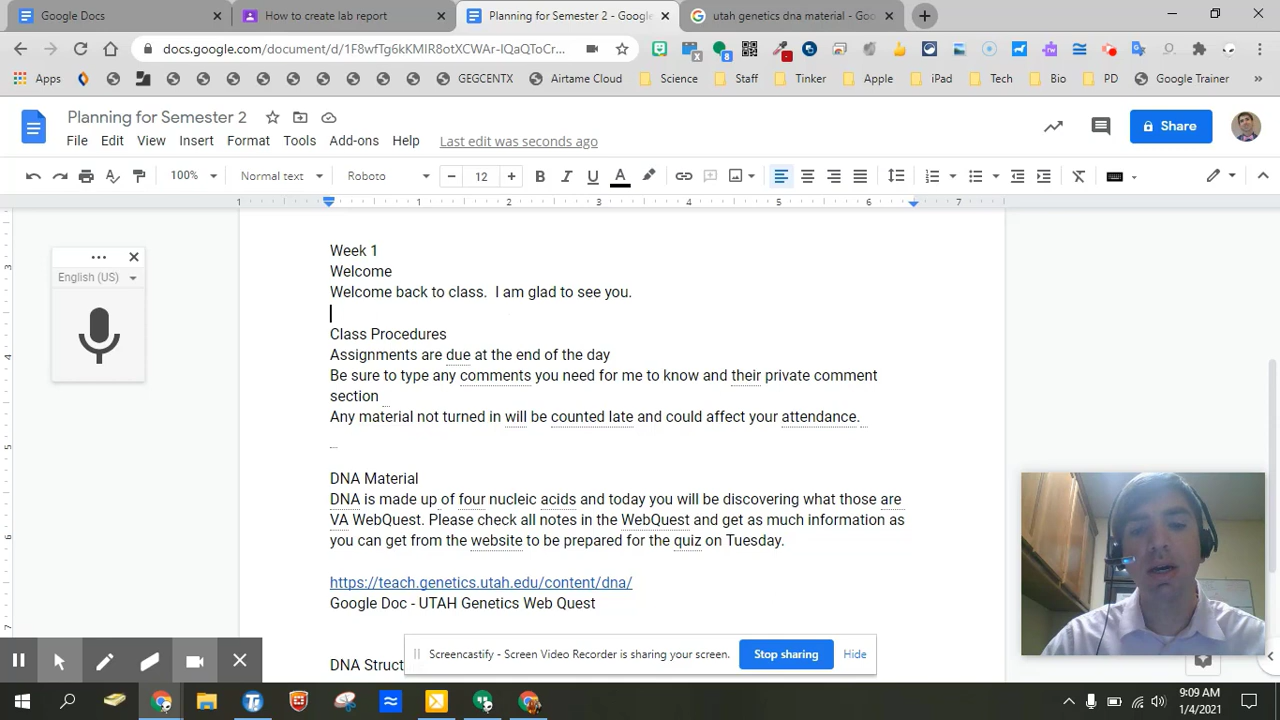 Google Docs
How to create lab report
Planning for Semester 2 - Google
utah genetics dna material - Goo
docs.google.com/document/d/1F8wfTg6kKMIR8otXCWAr-IQaQToCr...
Apps
GEGCENTX
Airtame Cloud
Science
Staff
Tinker
Apple
iPad
Tech
Bio
PD
Google Trainer
Planning for Semester 2
File Edit View Insert Format Tools Add-ons Help Last edit was seconds ago
Share
100% Normal text Roboto 12
1 1 2 3 4 5 6 7
English (US)
Week 1
Welcome
Welcome back to class. I am glad to see you.
Class Procedures
Assignments are due at the end of the day
Be sure to type any comments you need for me to know and their private comment
section
Any material not turned in will be counted late and could affect your attendance.
DNA Material
DNA is made up of four nucleic acids and today you will be discovering what those are
VA WebQuest. Please check all notes in the WebQuest and get as much information as
you can get from the website to be prepared for the quiz on Tuesday.
https://teach.genetics.utah.edu/content/dna/
Google Doc - UTAH Genetics Web Quest
DNA Struct
Screencastify - Screen Video Recorder is sharing your screen.
Stop sharing
Hide
9:09 AM
1/4/2021